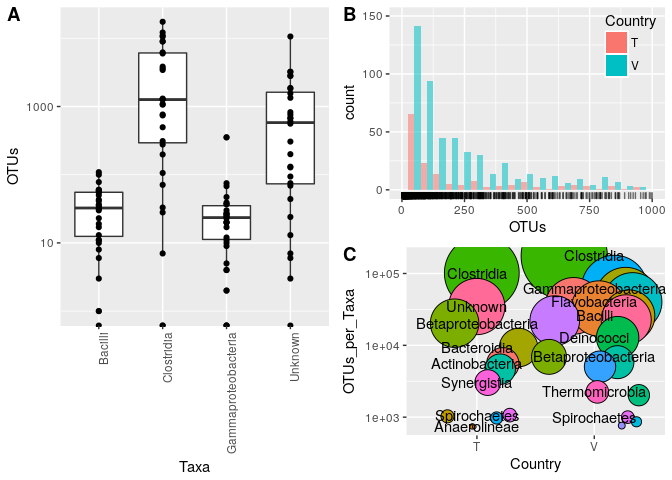 A
OTUs
1000
10
Bacilli
Clostridia
Gammaproteobacteria
Unknown
Taxa
B
count
150
100
50
0
0
250
500
750
1000
OTUs
Country
T
V
C
OTUs_per_Taxa
1e+05
1e+04
1e+03
Clostridia
Clostridia
Gammaproteobacteria
Unknown
Flavobacteria
Bacilli
Betaproteobacteria
Deinococci
Bacteroidia
Betaproteobacteria
Actinobacteria
Synergistia
Thermomicrobia
Spirochaetes
Spirochaetes
Anaerolineae
T
V
Country